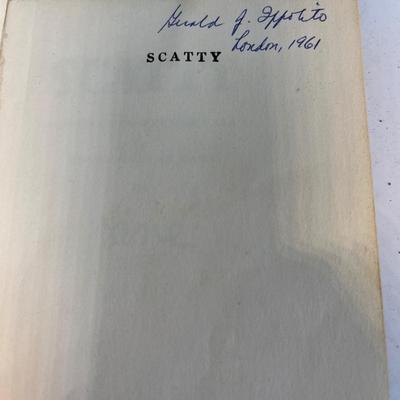 Gerald J. Ippolito
London, 1961
SCATTY